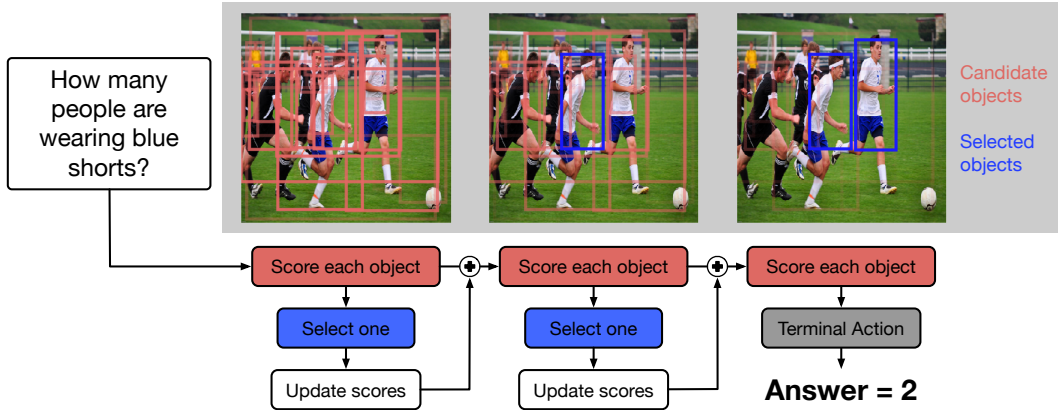 How many
people are
wearing blue
shorts?
Candidate
objects
Selected
objects
Score each object
Score each object
Score each object
Select one
Select one
Terminal Action
Update scores
Update scores
Answer = 2